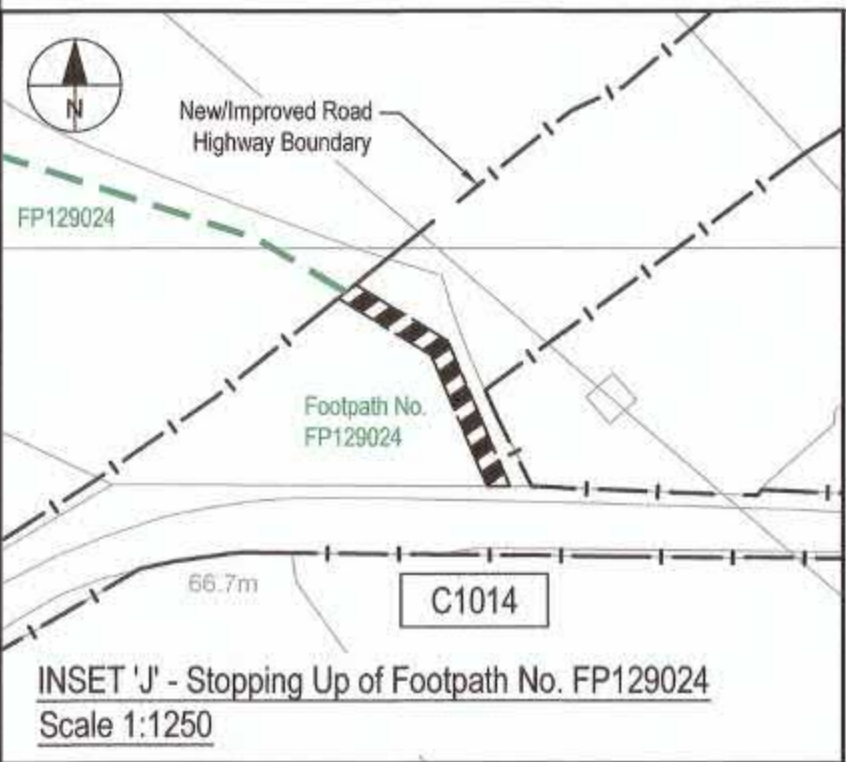 N
New/Improved Road
Highway Boundary
FP129024
Footpath No.
FP129024
66.7m
C1014
INSET 'J' - Stopping Up of Footpath No. FP129024
Scale 1:1250